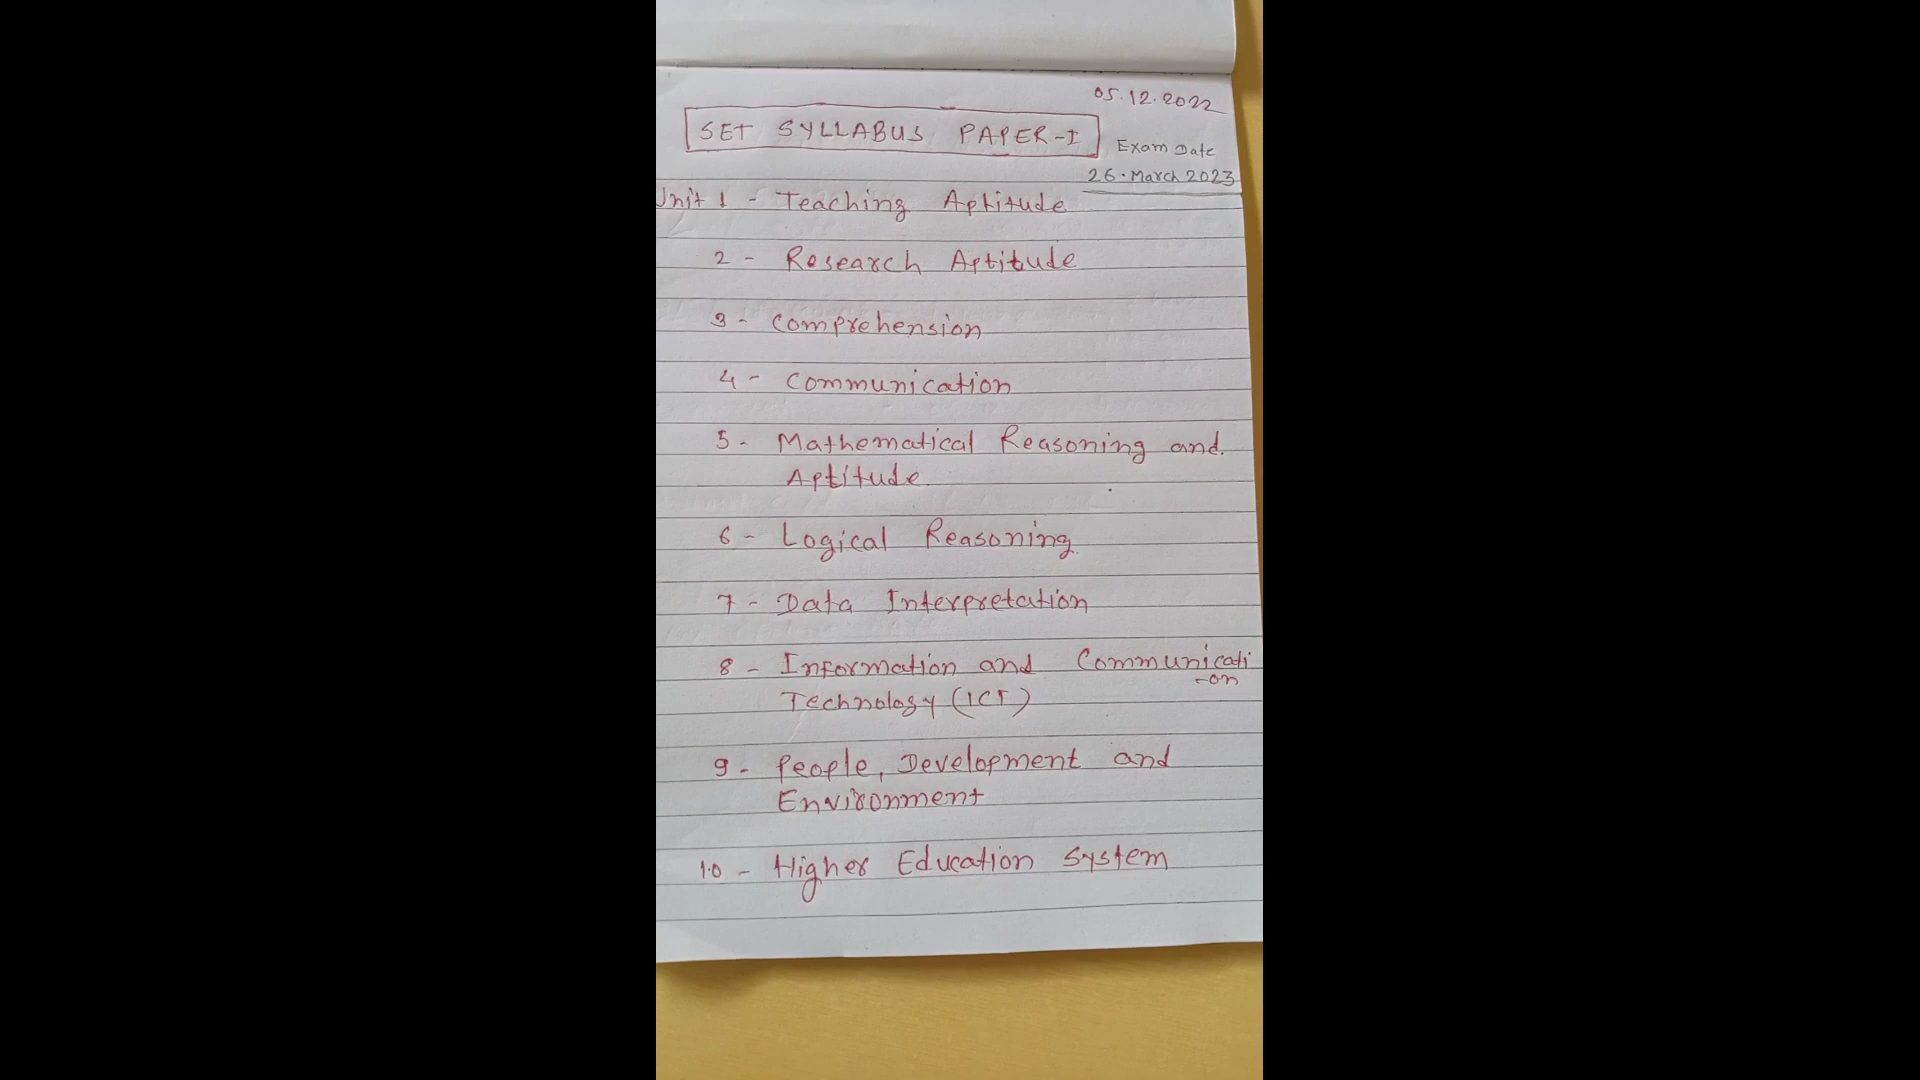 05.12.2022
SET SYLLABUS PAPER-I
Exam Date
26.March 2023
Unit 1 - Teaching Aptitude
2 - Research Aptitude
3 - Comprehension
4 - Communication
5 - Mathematical Reasoning and
Aptitude
6 - Logical Reasoning
7 - Data Interpretation
8 - Information and Communicati
-on
Technology (ICT)
9 - People, Development and
Environment
10 - Higher Education System